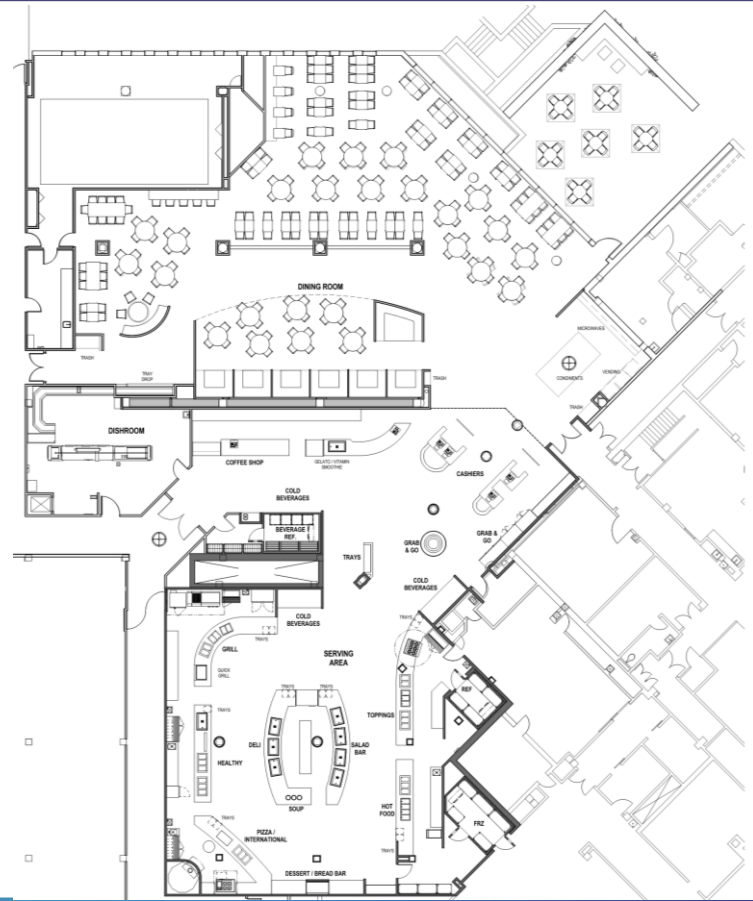 DINING ROOM
MICROWAVES
CONDIMENTS
VENDING
TRASH
TRASH
TRASH
TRAY
DROP
DISHROOM
COFFEE SHOP
GELATO / VITAMIN
SMOOTHIE
CASHIERS
COLD
BEVERAGES
BEVERAGE
REF.
GRAB &
GO
GRAB
& GO
TRAYS
COLD
BEVERAGES
COLD
BEVERAGES
TRAYS
TRAYS
GRILL
SERVING
AREA
QUICK
GRILL
REF
TRAYS
TRAYS
TRAYS
TOPPINGS
DELI
SALAD
BAR
HEALTHY
SOUP
HOT
FOOD
TRAYS
FRZ
PIZZA /
INTERNATIONAL
TRAYS
DESSERT / BREAD BAR